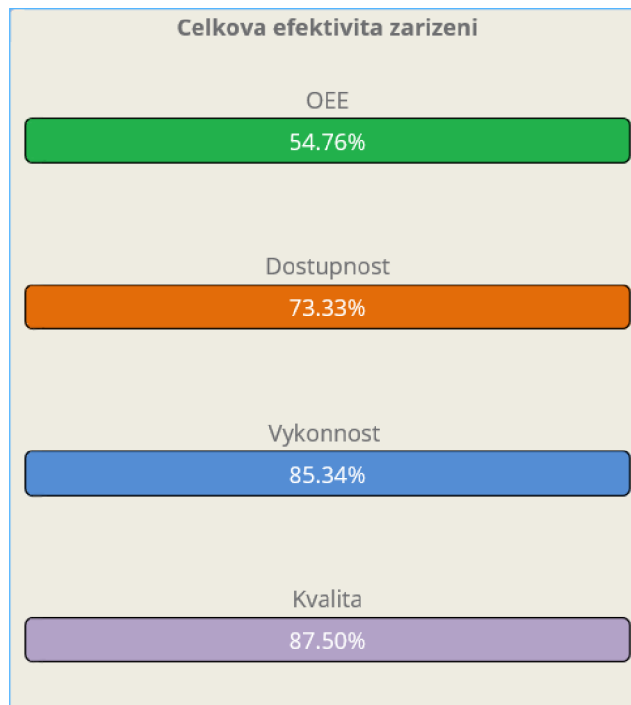 Celkova efektivita zarizeni
OEE
54.76%
Dostupnost
73.33%
Vykonnost
85.34%
Kvalita
87.50%